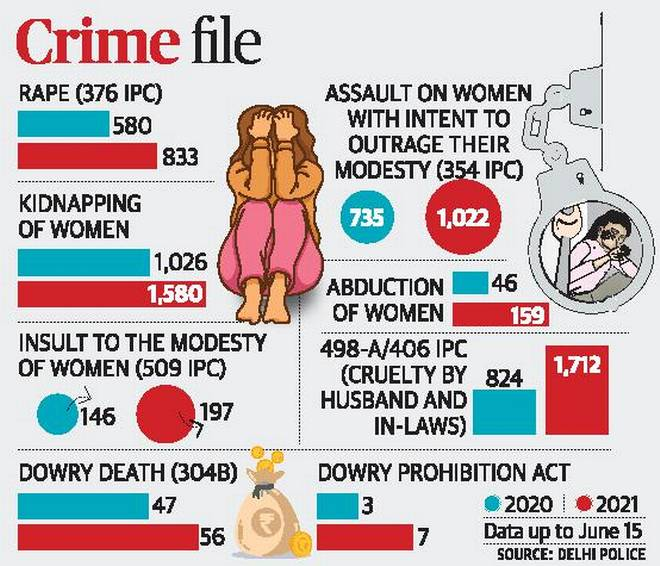 Crime file
RAPE (376 IPC)
580
833
KIDNAPPING
OF WOMEN
1,026
1,580
INSULT TO THE MODESTY
OF WOMEN (509 IPC)
146
197
ASSAULT ON WOMEN
WITH INTENT TO
OUTRAGE THEIR
MODESTY (354 IPC)
735
1,022
ABDUCTION
OF WOMEN
46
159
498-A/406 IPC
(CRUELTY BY
HUSBAND AND
IN-LAWS)
824
1,712
DOWRY DEATH (304B)
47
56
₹
DOWRY PROHIBITION ACT
3
7
2020 2021
Data up to June 15
SOURCE: DELHI POLICE